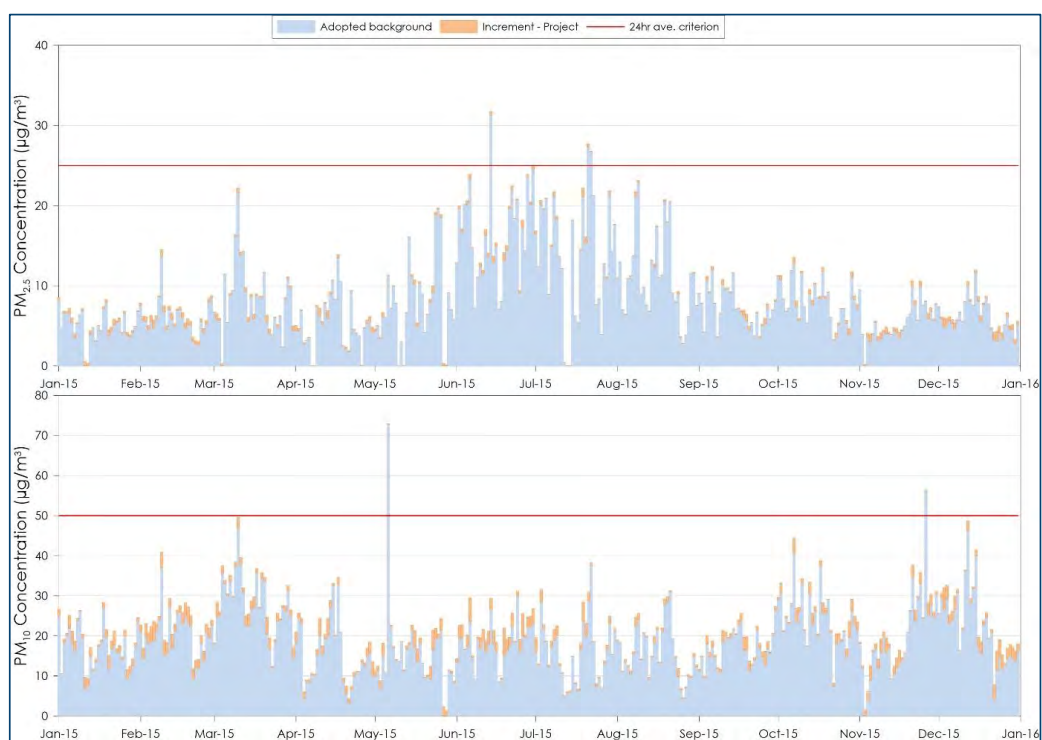 Adopted background Increment - Project 24hr ave. criterion
PM2.5 Concentration (µg/m³)
40
30
20
10
0
Jan-15 Feb-15 Mar-15 Apr-15 May-15 Jun-15 Jul-15 Aug-15 Sep-15 Oct-15 Nov-15 Dec-15 Jan-16
PM10 Concentration (µg/m³)
80
70
60
50
40
30
20
10
0
Jan-15 Feb-15 Mar-15 Apr-15 May-15 Jun-15 Jul-15 Aug-15 Sep-15 Oct-15 Nov-15 Dec-15 Jan-16